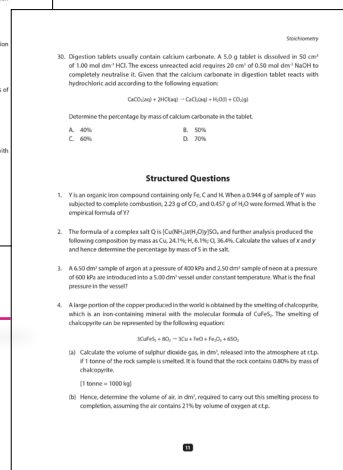 ion
s of
ith
Stoichiometry
30. Digestion tablets usually contain calcium carbonate. A 5.0 g tablet is dissolved in 50 cm³
of 1.00 mol dm⁻³ HCl. The excess unreacted acid requires 20 cm³ of 0.50 mol dm⁻³ NaOH to
completely neutralise it. Given that the calcium carbonate in digestion tablet reacts with
hydrochloric acid according to the following equation:
CaCO₃(aq) + 2HCl(aq) → CaCl₂(aq) + H₂O(l) + CO₂(g)
Determine the percentage by mass of calcium carbonate in the tablet.
A. 40% B. 50%
C. 60% D. 70%
Structured Questions
1. Y is an organic iron compound containing only Fe, C and H. When a 0.944 g of sample of Y was
subjected to complete combustion, 2.23 g of CO₂ and 0.457 g of H₂O were formed. What is the
empirical formula of Y?
2. The formula of a complex salt Q is [Cu(NH₃)x(H₂O)y]SO₄ and further analysis produced the
following composition by mass as Cu, 24.1%; H, 6.1%; O, 36.4%. Calculate the values of x and y
and hence determine the percentage by mass of S in the salt.
3. A 6.50 dm³ sample of argon at a pressure of 400 kPa and 2.50 dm³ sample of neon at a pressure
of 600 kPa are introduced into a 5.00 dm³ vessel under constant temperature. What is the final
pressure in the vessel?
4. A large portion of the copper produced in the world is obtained by the smelting of chalcopyrite,
which is an iron-containing mineral with the molecular formula of CuFeS₂. The smelting of
chalcopyrite can be represented by the following equation:
3CuFeS₂ + 8O₂ → 3Cu + FeO + Fe₂O₃ + 6SO₂
(a) Calculate the volume of sulphur dioxide gas, in dm³, released into the atmosphere at r.t.p.
if 1 tonne of the rock sample is smelted. It is found that the rock contains 0.80% by mass of
chalcopyrite.
[1 tonne = 1000 kg]
(b) Hence, determine the volume of air, in dm³, required to carry out this smelting process to
completion, assuming the air contains 21% by volume of oxygen at r.t.p.
11